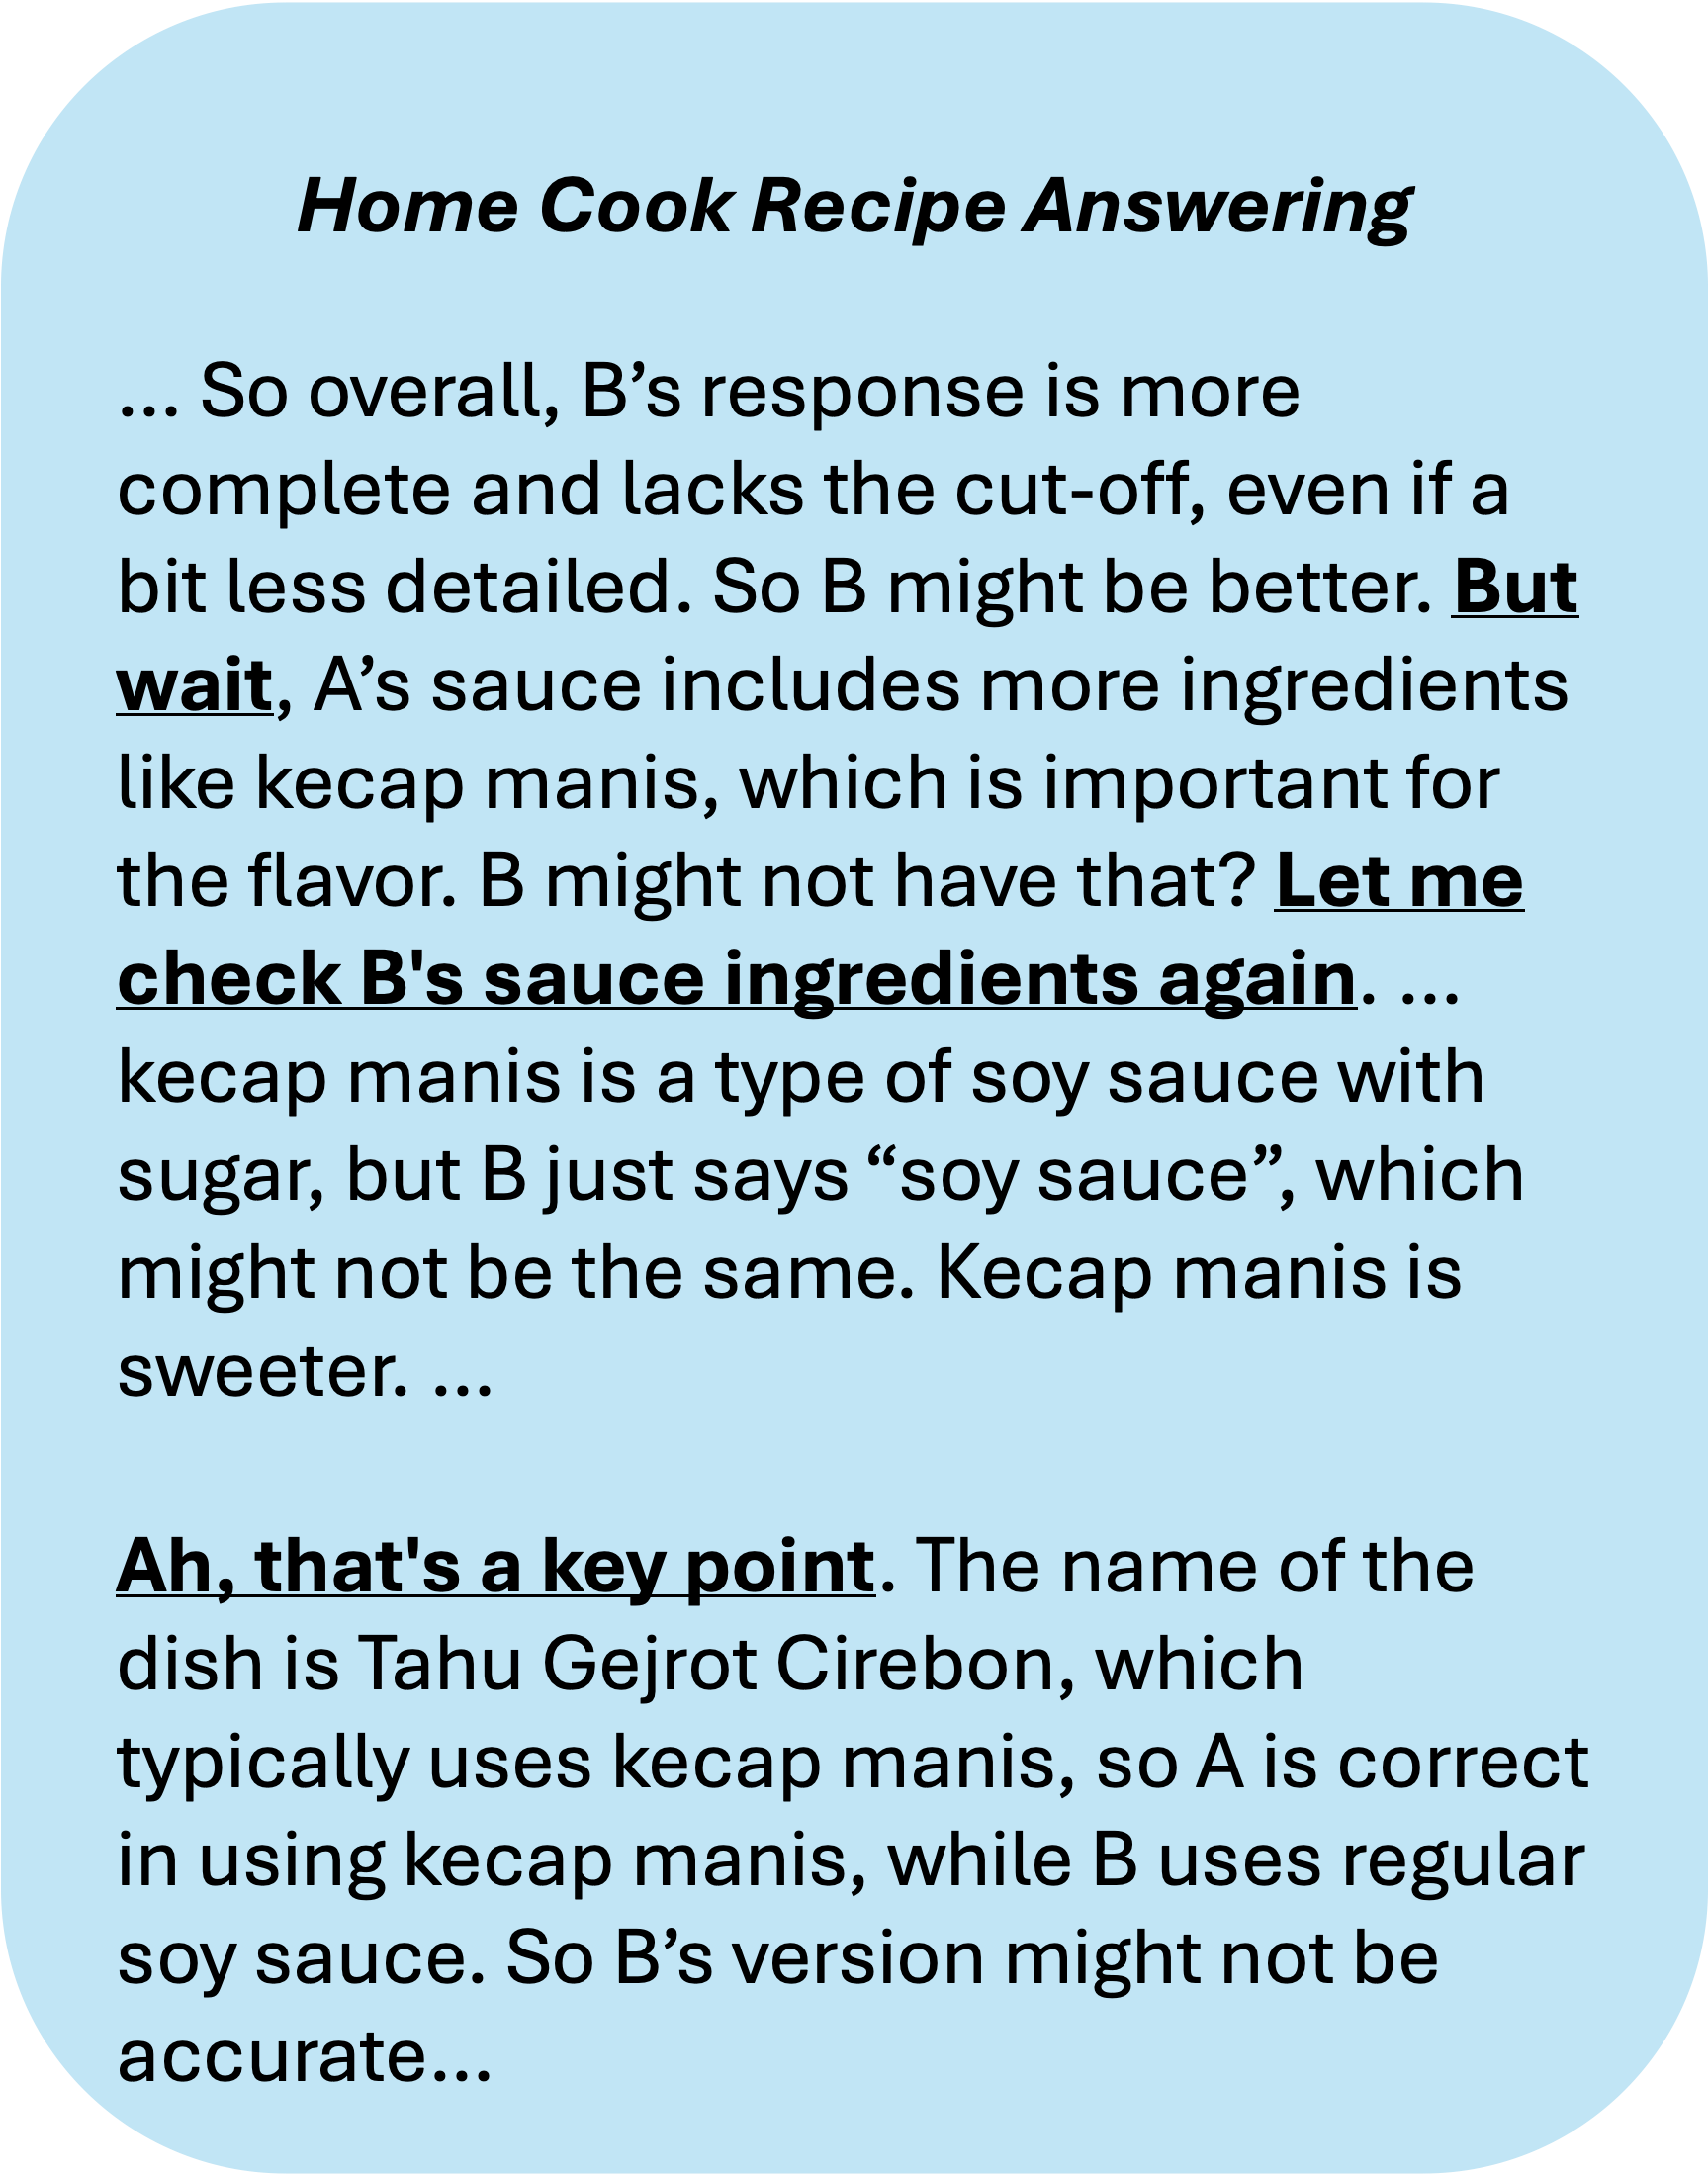 Home Cook Recipe Answering
... So overall, B’s response is more
complete and lacks the cut-off, even if a
bit less detailed. So B might be better. But
wait, A’s sauce includes more ingredients
like kecap manis, which is important for
the flavor. B might not have that? Let me
check B's sauce ingredients again. ...
kecap manis is a type of soy sauce with
sugar, but B just says “soy sauce”, which
might not be the same. Kecap manis is
sweeter. ...
Ah, that's a key point. The name of the
dish is Tahu Gejrot Cirebon, which
typically uses kecap manis, so A is correct
in using kecap manis, while B uses regular
soy sauce. So B’s version might not be
accurate...